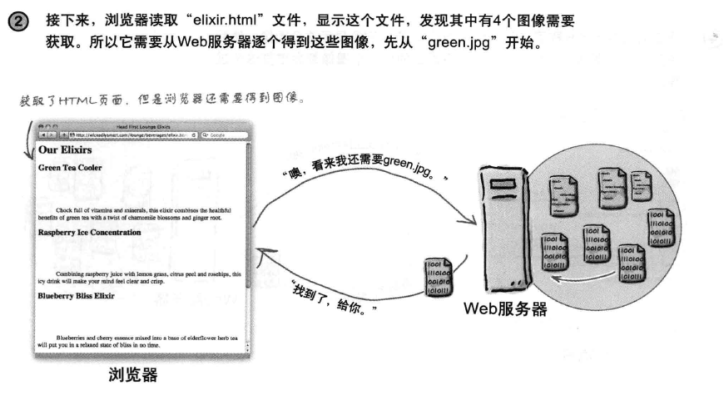 ② 接下来，浏览器读取“elixir.html”文件，显示这个文件，发现其中有4个图像需要
获取。所以它需要从Web服务器逐个得到这些图像，先从“green.jpg”开始。
获取了HTML页面，但是浏览器还需要得到图像。
Head First Lounge Elixirs
Google
Our Elixirs
Green Tea Cooler
Chock full of vitamins and minerals, this elixir combines the healthful
benefits of green tea with a twist of chamomile blossoms and ginger root.
Raspberry Ice Concentration
Combining raspberry juice with lemon grass, citrus peel and rosehips, this
icy drink will make your mind feel clear and crisp.
Blueberry Bliss Elixir
Blueberries and cherry essence mixed into a base of elderflower herb tea
will put you in a relaxed state of bliss in no time.
浏览器
“噢，看来我还需要green.jpg。”
“找到了，给你。”
Web服务器